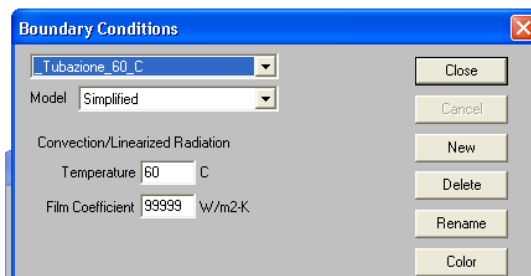 Boundary Conditions
_Tubazione_60_C
Close
Model Simplified
Cancel
Convection/Linearized Radiation
New
Temperature 60 C
Delete
Film Coefficient 99999 W/m2-K
Rename
Color